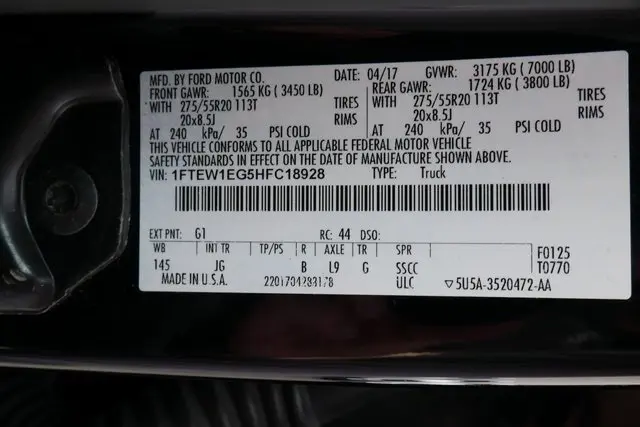 MFD. BY FORD MOTOR CO. DATE: 04/17 GVWR: 3175 KG ( 7000 LB)
FRONT GAWR: 1565 KG ( 3450 LB) REAR GAWR: 1724 KG ( 3800 LB)
WITH 275/55R20 113T TIRES WITH 275/55R20 113T TIRES
20x8.5J RIMS 20x8.5J RIMS
AT 240 kPa/ 35 PSI COLD AT 240 kPa/ 35 PSI COLD
THIS VEHICLE CONFORMS TO ALL APPLICABLE FEDERAL MOTOR VEHICLE
SAFETY STANDARDS IN EFFECT ON THE DATE OF MANUFACTURE SHOWN ABOVE.
VIN: 1FTEW1EG5HFC18928 TYPE: Truck
EXT PNT: G1 RC: 44 DSO:
WB INT TR TP/PS R AXLE TR SPR F0125
145 JG B L9 G SSCC T0770
MADE IN U.S.A. ULC ▽5U5A-3520472-AA